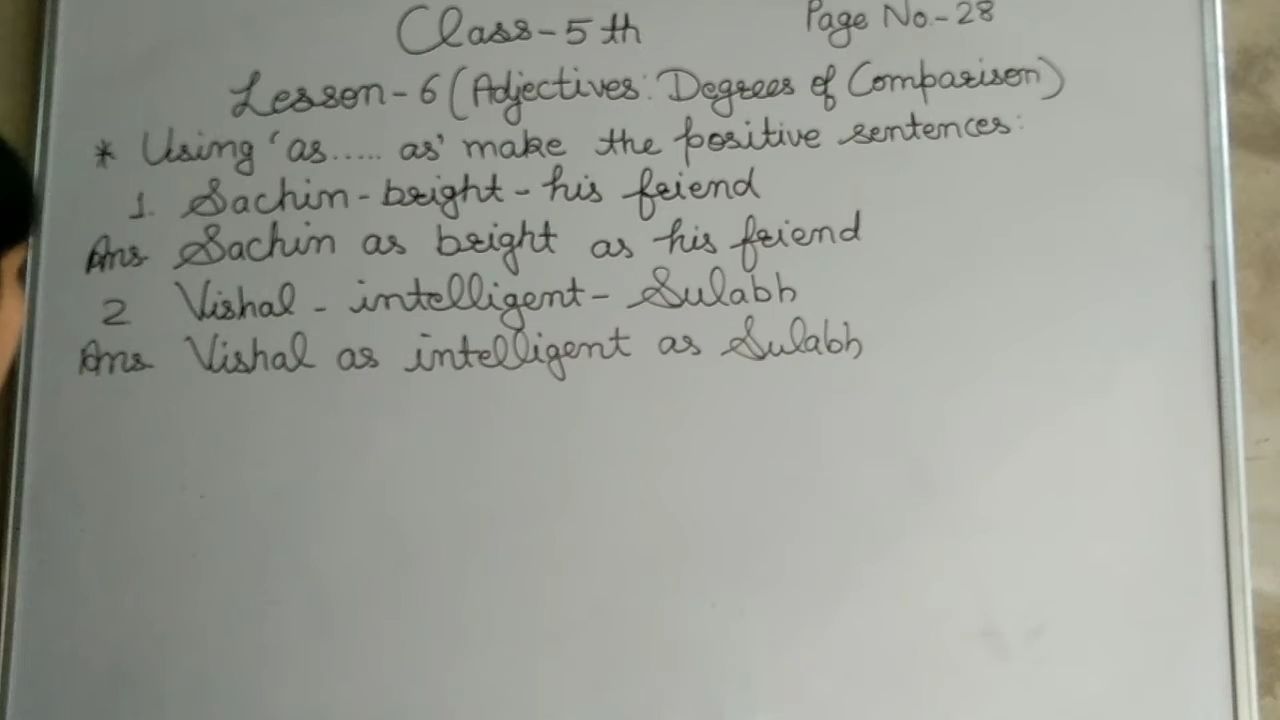 Class-5th Page No.-28
Lesson-6 (Adjectives: Degrees of Comparison)
* Using 'as..... as' make the positive sentences:
1. Sachin-bright-his friend
Ans Sachin as bright as his friend
2 Vishal - intelligent- Sulabh
Ans Vishal as intelligent as Sulabh